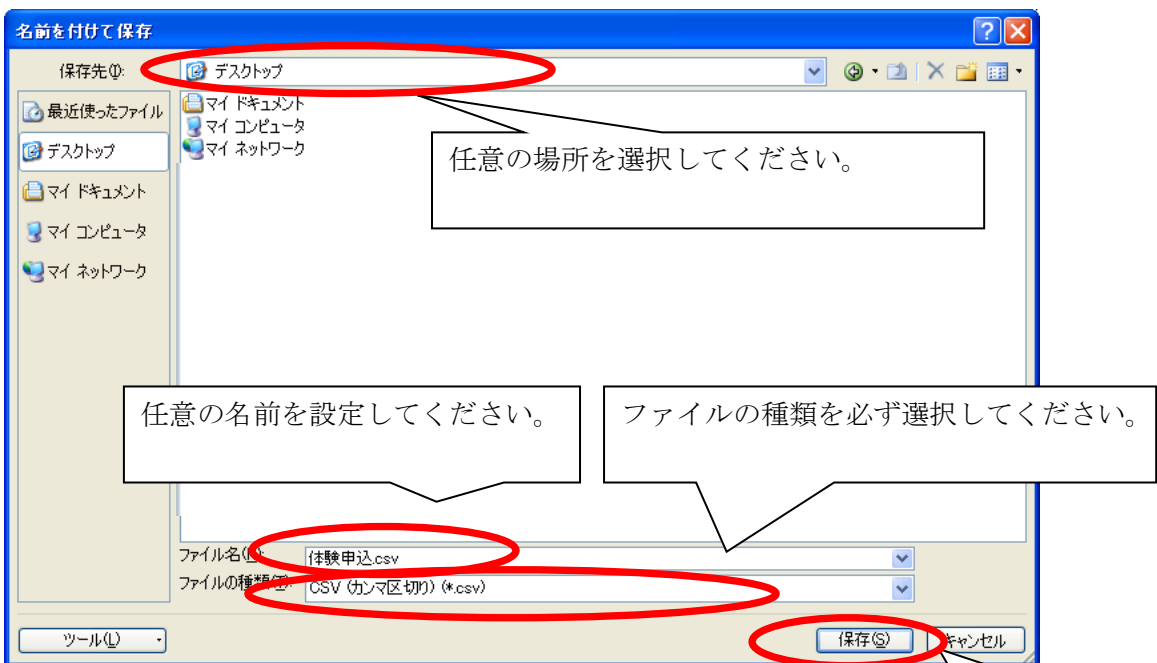 名前を付けて保存
保存先(I):
デスクトップ
最近使ったファイル
デスクトップ
マイ ドキュメント
マイ コンピュータ
マイ ネットワーク
マイ ドキュメント
マイ コンピュータ
マイ ネットワーク
任意の場所を選択してください。
任意の名前を設定してください。
ファイルの種類を必ず選択してください。
ファイル名(N):
体験申込.csv
ファイルの種類(T):
CSV (カンマ区切り) (*.csv)
ツール(L)
保存(S)
キャンセル